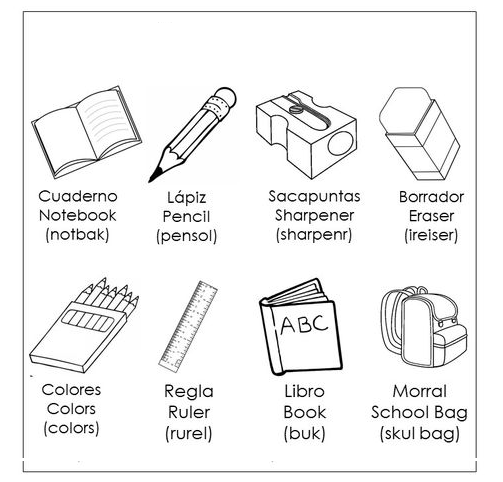 Cuaderno
Notebook
(notbak)
Lápiz
Pencil
(pensol)
Sacapuntas
Sharpener
(sharpenr)
Borrador
Eraser
(ireiser)
ABC
Colores
Colors
(colors)
Regla
Ruler
(rurel)
Libro
Book
(buk)
Morral
School Bag
(skul bag)